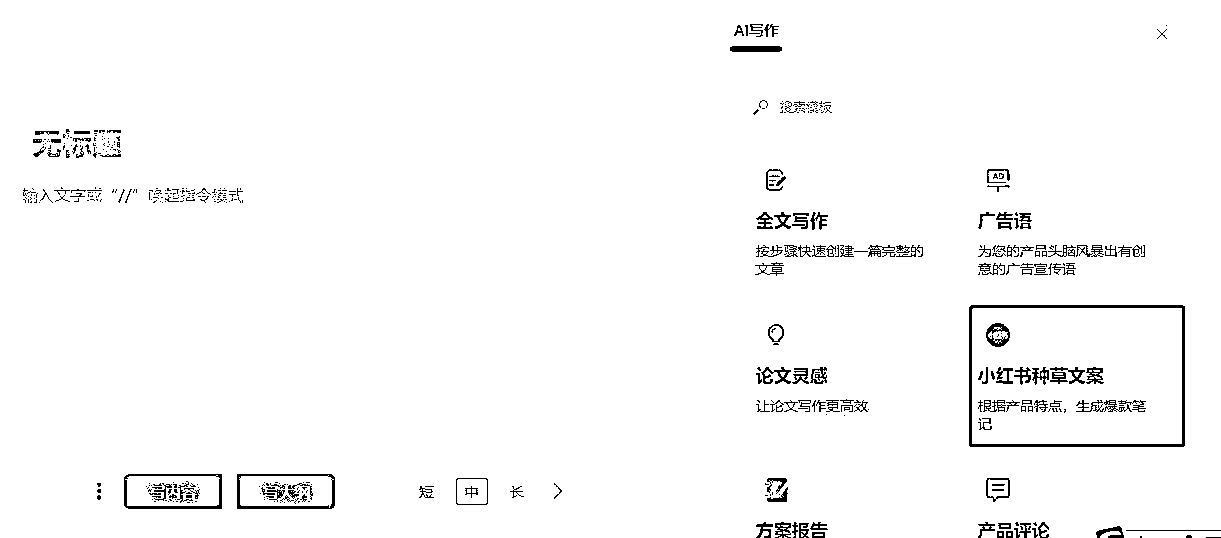 AI写作
搜索模板
无标题
输入文字或“//”唤起指令模式
全文写作
按步骤快速创建一篇完整的
文章
AD
广告语
为您的产品头脑风暴出有创
意的广告宣传语
论文灵感
让论文写作更高效
小红书种草文案
根据产品特点，生成爆款笔
记
写内容
写大纲
短
中
长
方案报告
产品评论